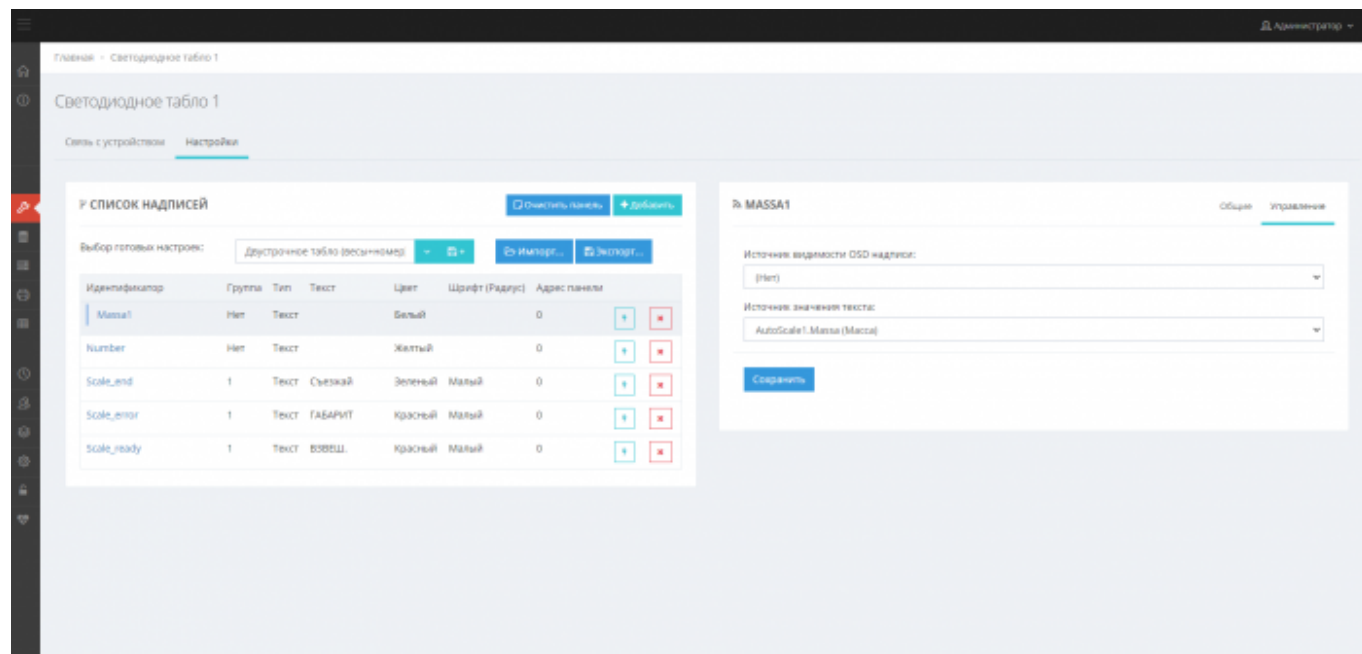 Администратор
Главная - Светодиодное табло 1
Светодиодное табло 1
Связь с устройством Настройки
СПИСОК НАДПИСЕЙ
Очистить панель
Добавить
Выбор готовых настроек:
Двустрочное табло (весы+номер)
Импорт...
Экспорт...
Идентификатор Группа Тип Текст Цвет Шрифт (Радиус) Адрес панели
Massa1 Нет Текст Белый 0
Number Нет Текст Желтый 0
Scale_end 1 Текст Съезжай Зеленый Малый 0
Scale_error 1 Текст ГАБАРИТ Красный Малый 0
Scale_ready 1 Текст ВЗВЕШ. Красный Малый 0
MASSA1
Общие Управление
Источник видимости OSD надписи:
(Нет)
Источник значения текста:
AutoScale1.Massa (Масса)
Сохранить